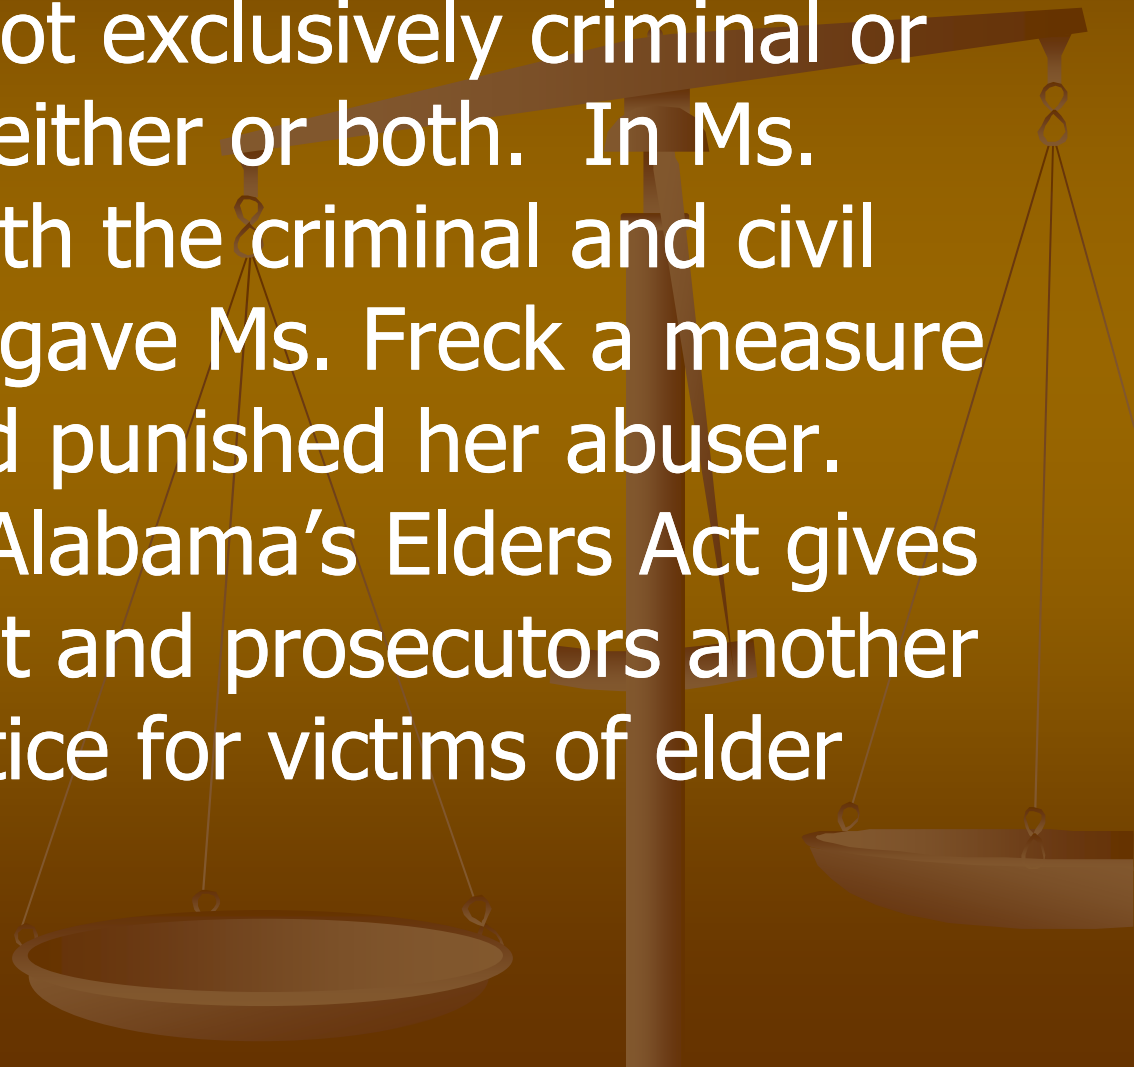 ot exclusively criminal or
either or both. In Ms.
th the criminal and civil
gave Ms. Freck a measure
d punished her abuser.
Alabama’s Elders Act gives
t and prosecutors another
tice for victims of elder